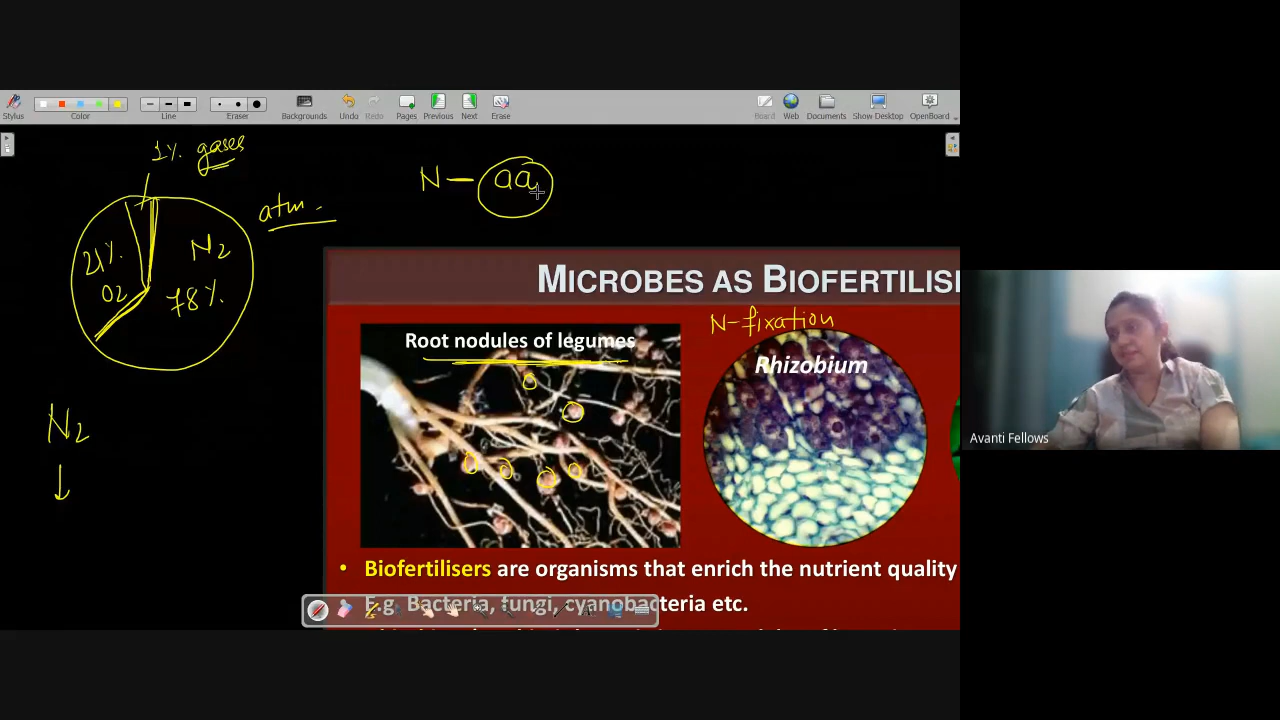 Stylus
Color
Line
Eraser
Backgrounds
Undo
Redo
Pages
Previous
Next
Erase
Board
Web
Documents
Show Desktop
OpenBoard
1% gases
N — aa
atm.
21%
O2
N2
78%
MICROBES AS BIOFERTILISE
N-fixation
Root nodules of legumes
Rhizobium
N2
↓
Avanti Fellows
• Biofertilisers are organisms that enrich the nutrient quality
E.g Bacteria, fungi, cyanobacteria etc.